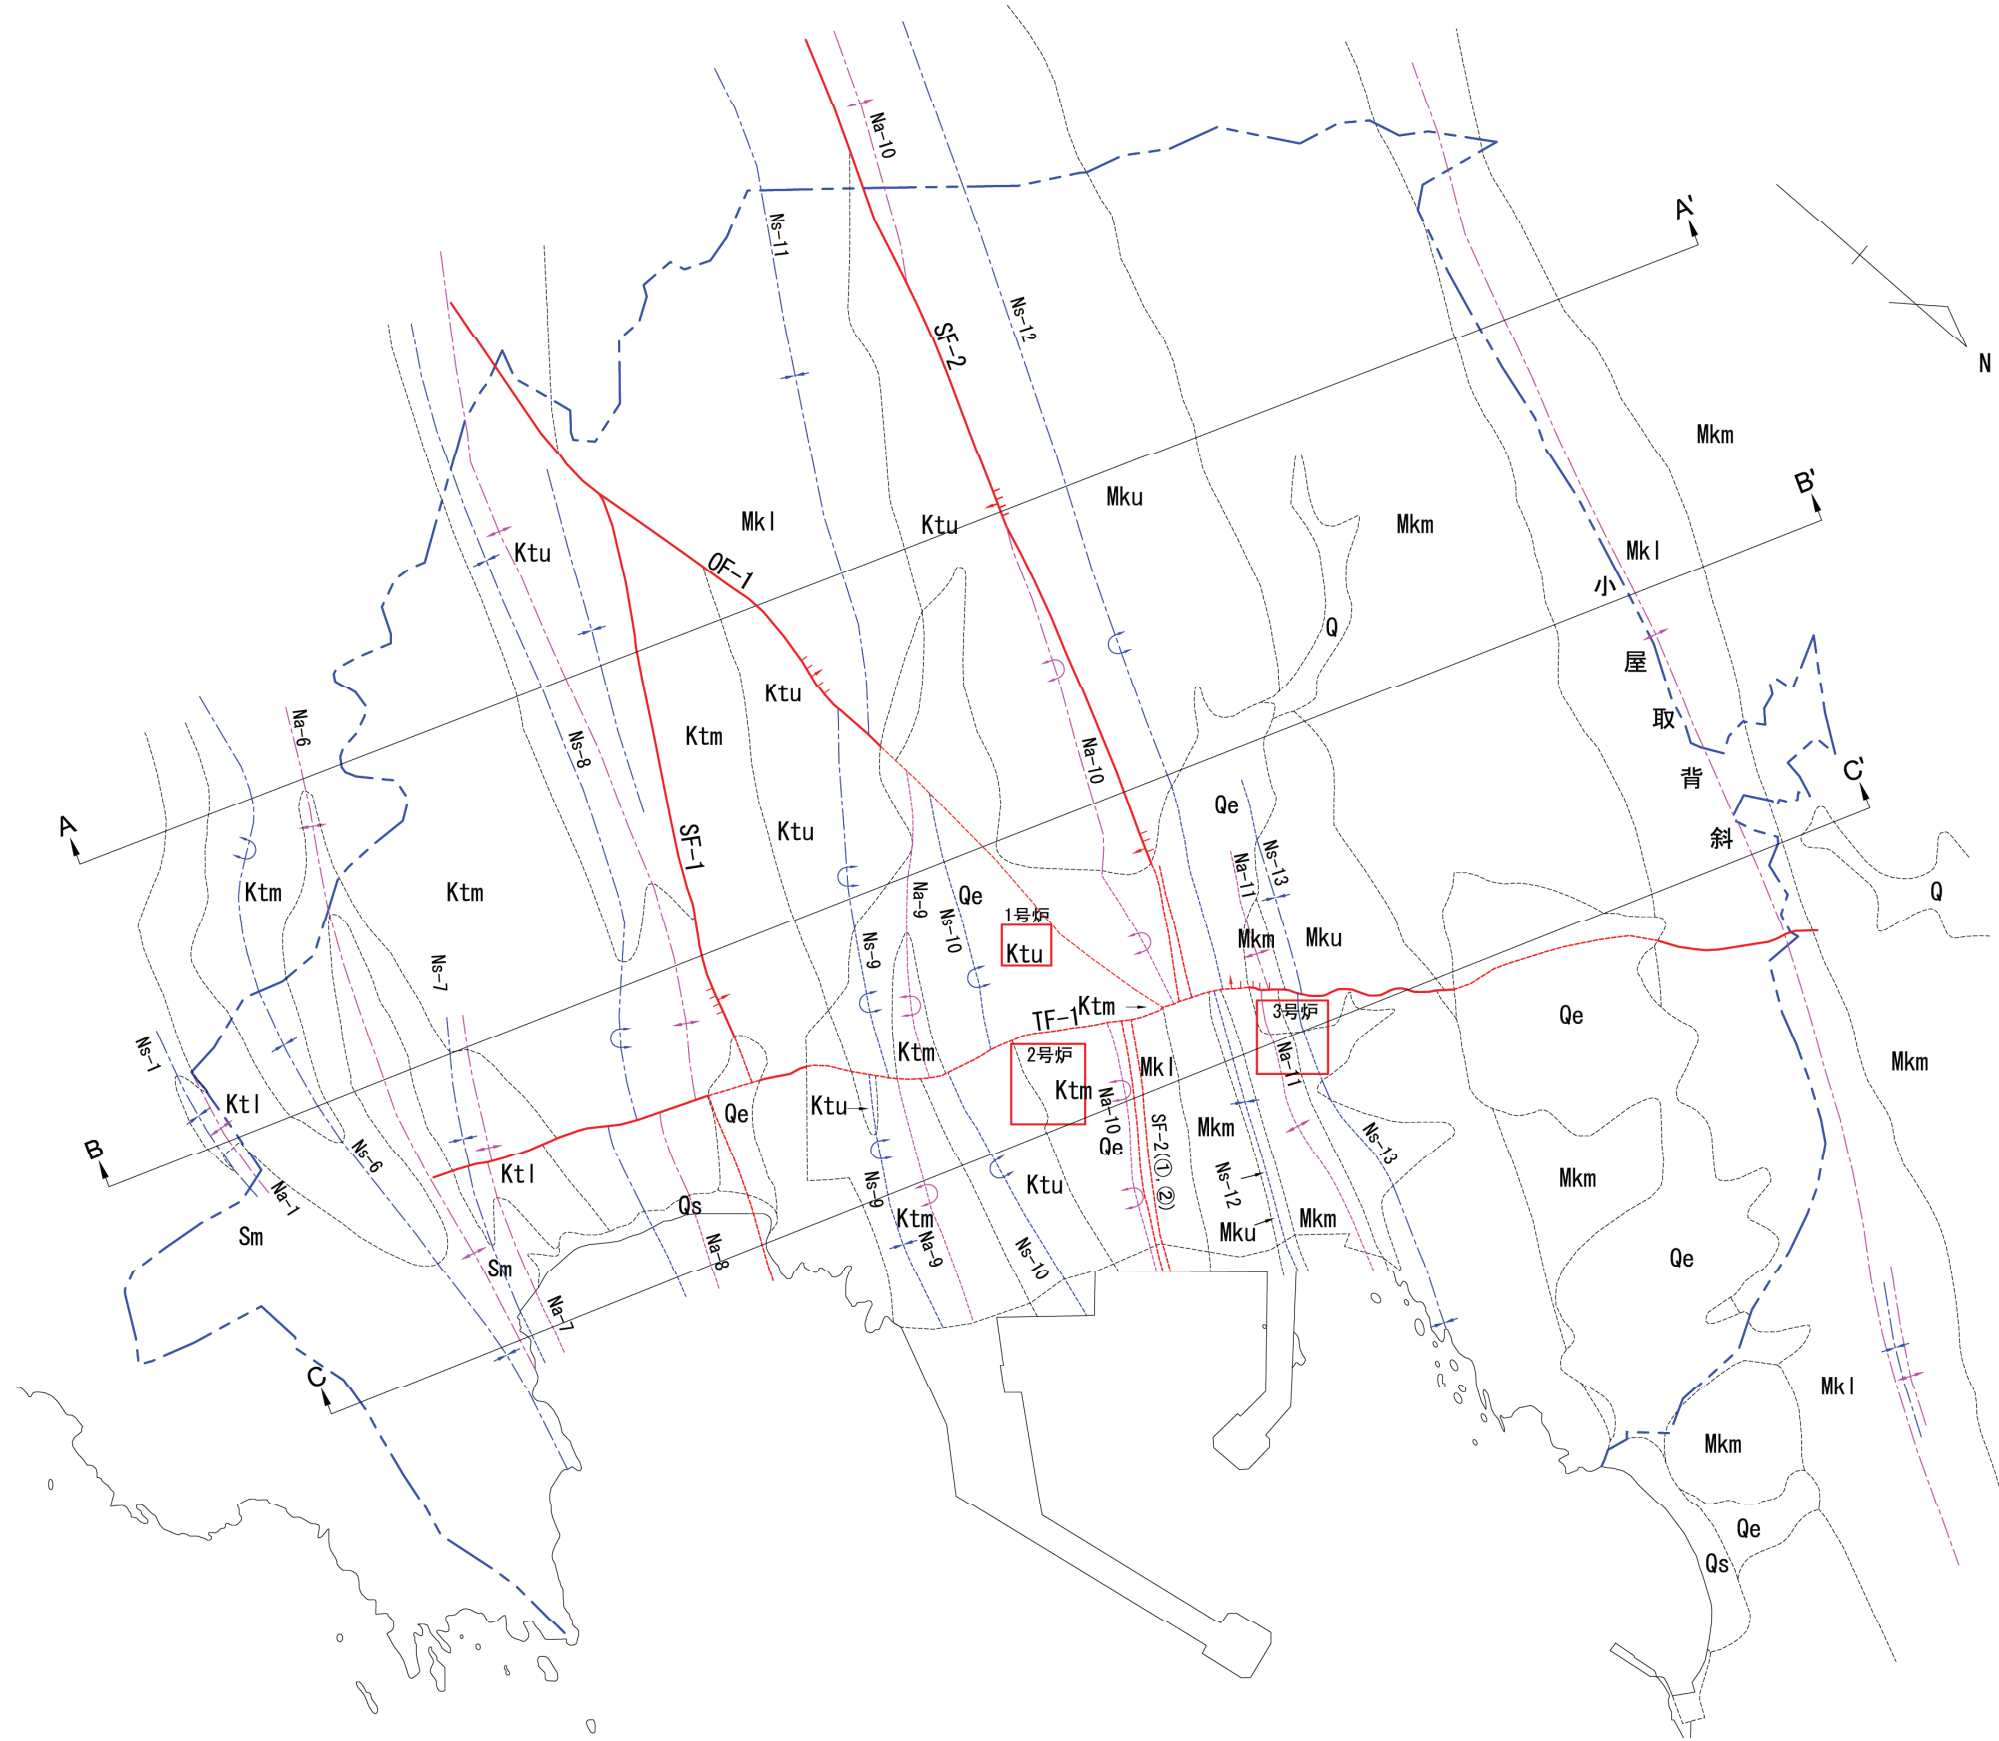 Na-10
Ns-11
A'
Ns-12
SF-2
N
Mkm
B'
Mku
Mkl
Ktu
Mkm
Ktu
Mkl
OF-1
小屋取背斜
Q
Ktu
Na-6
Ktm
Ns-8
Na-10
C'
A
Qe
Ktu
SF-1
Ns-13
Na-11
Ktm
Ktm
Na-9
Qe
Q
1号炉
Ns-10
Ktu
Mkm
Mku
Ns-9
Ns-7
Ktm
TF-1
3号炉
Qe
Ns-1
Ktm
2号炉
Mkl
Na-11
Mkm
Ktm
Ktl
Ktu
Qe
Na-10
Mkm
B
Qe
SF-2(①,②)
Ns-13
Ns-6
Ktl
Ns-9
Ktu
Ns-12
Mkm
Na-1
Qs
Ktm
Mku
Mkm
Sm
Na-8
Na-9
Ns-10
Qe
Sm
Na-7
C
Mkl
Mkm
Qe
Qs